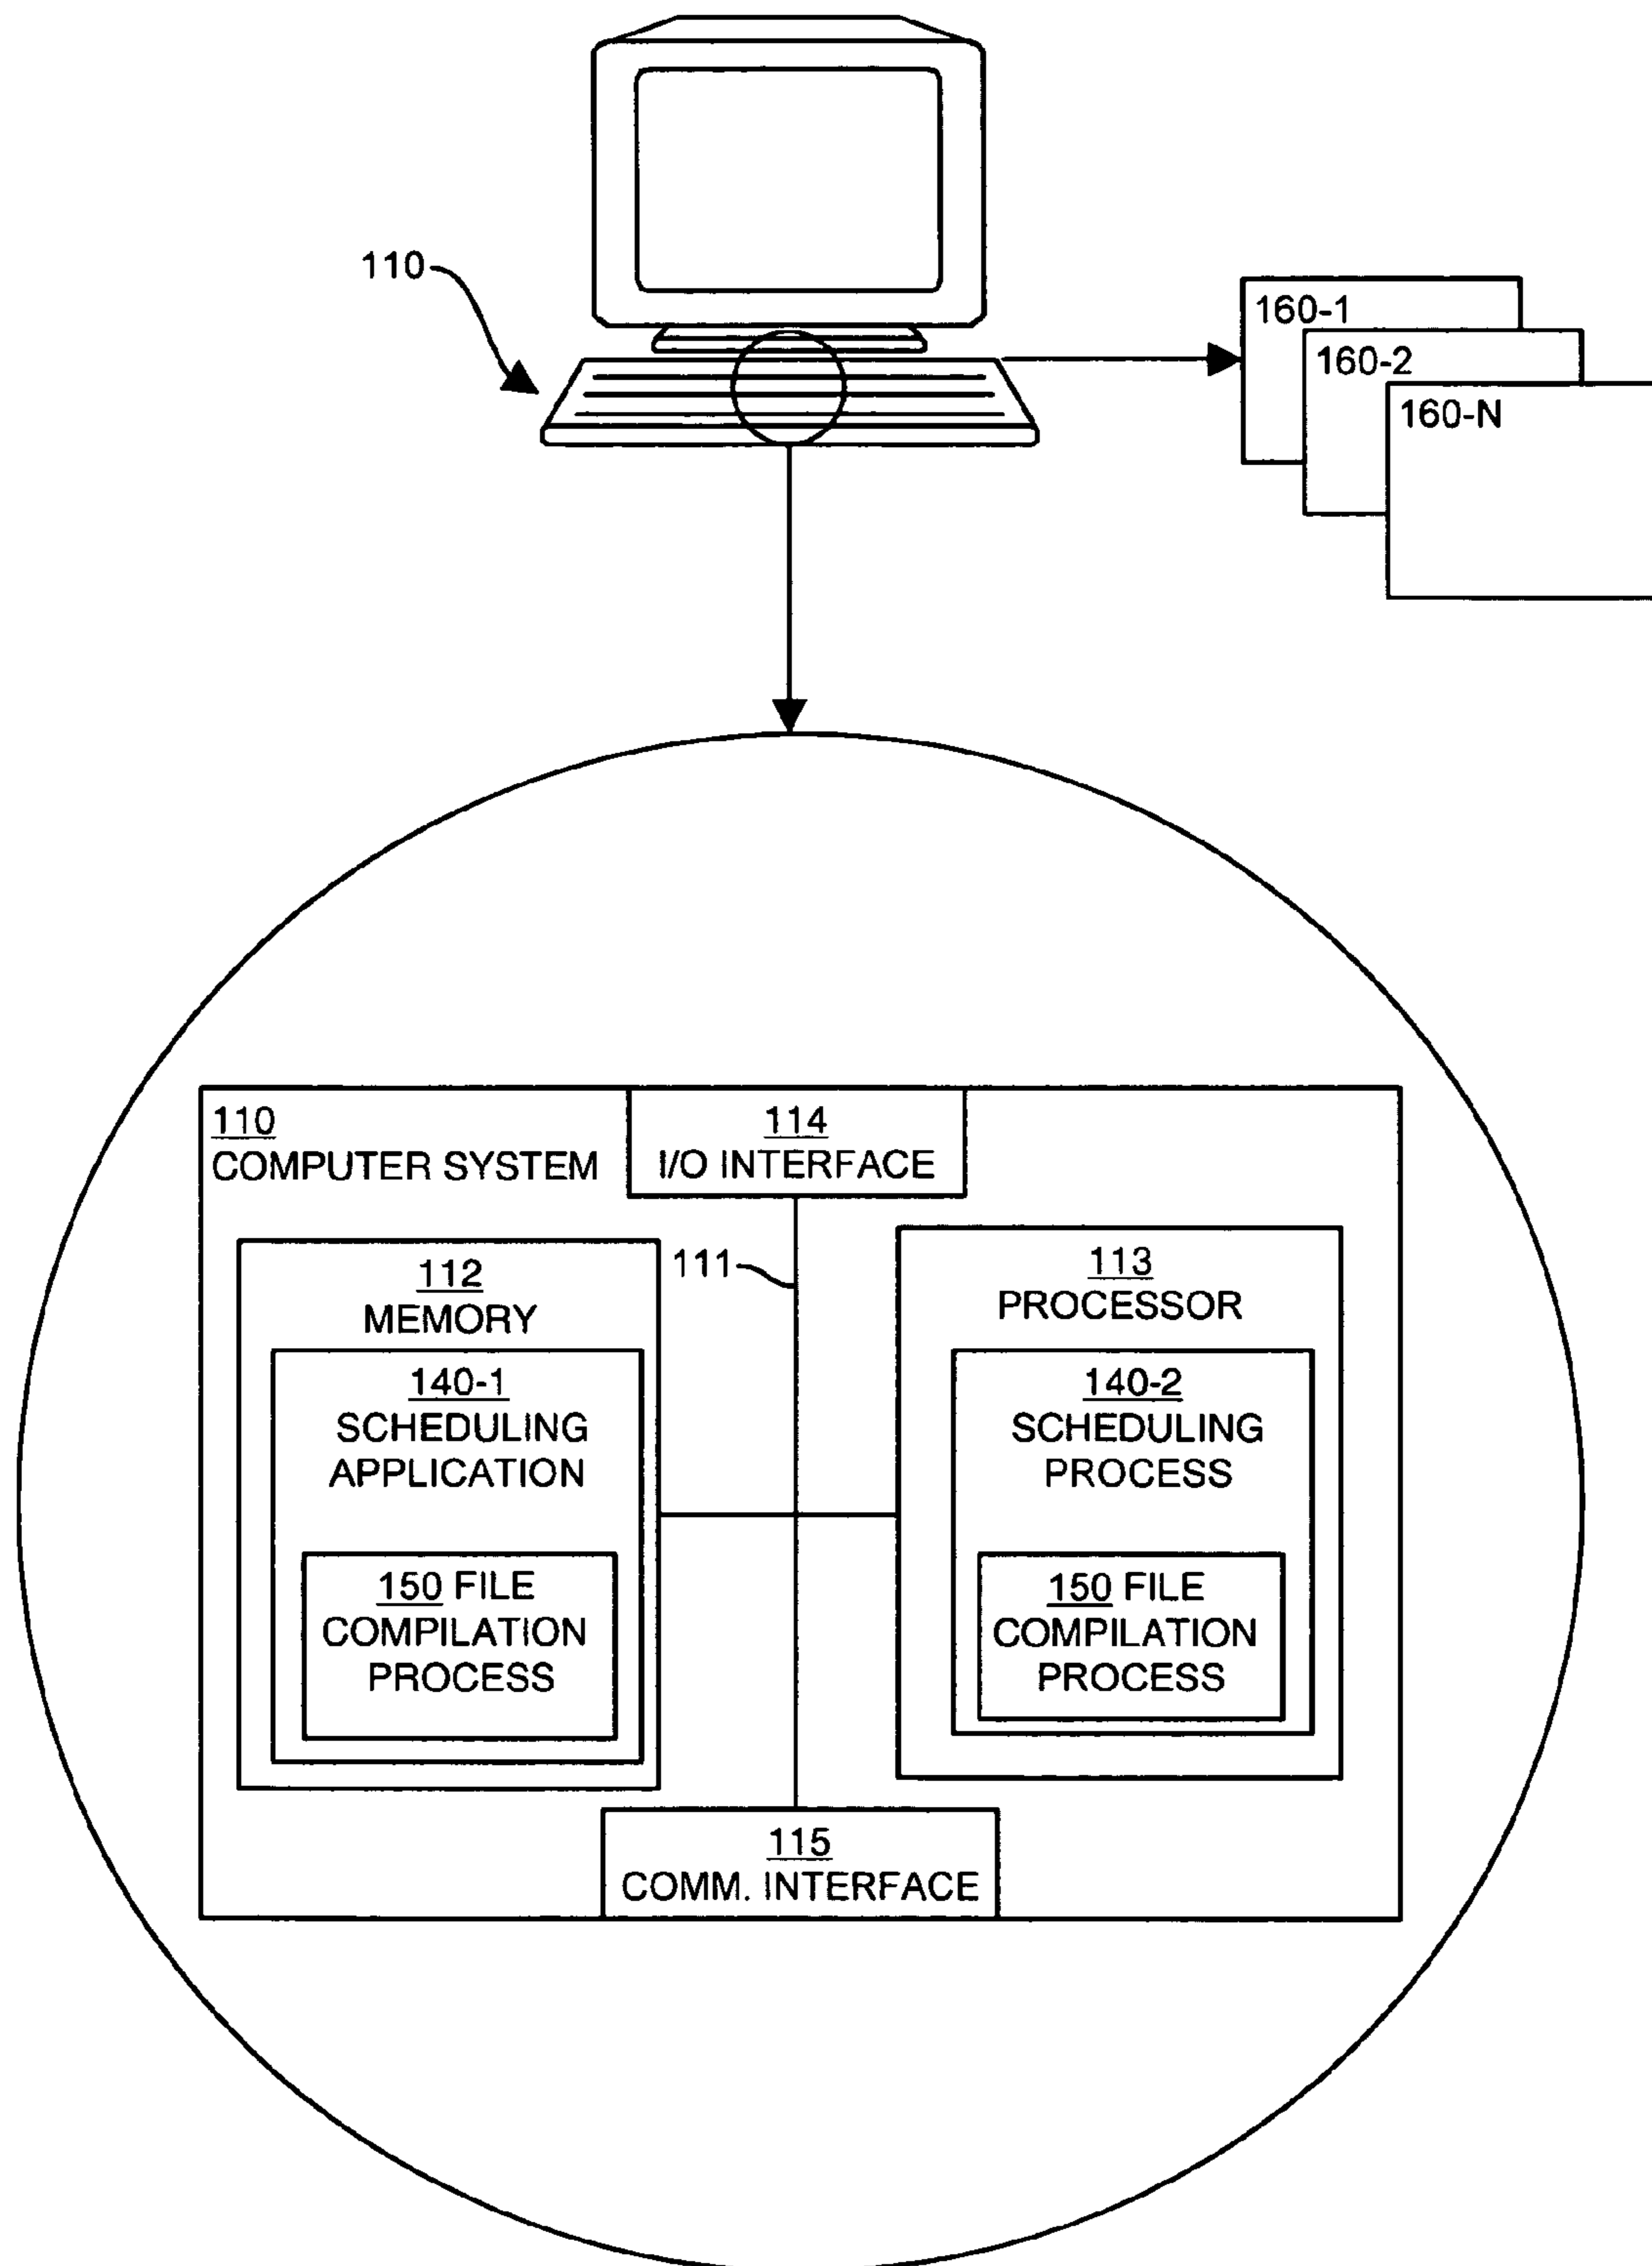 110
160-1
160-2
160-N
110
COMPUTER SYSTEM
114
I/O INTERFACE
111
112
MEMORY
140-1
SCHEDULING
APPLICATION
150 FILE
COMPILATION
PROCESS
113
PROCESSOR
140-2
SCHEDULING
PROCESS
150 FILE
COMPILATION
PROCESS
115
COMM. INTERFACE